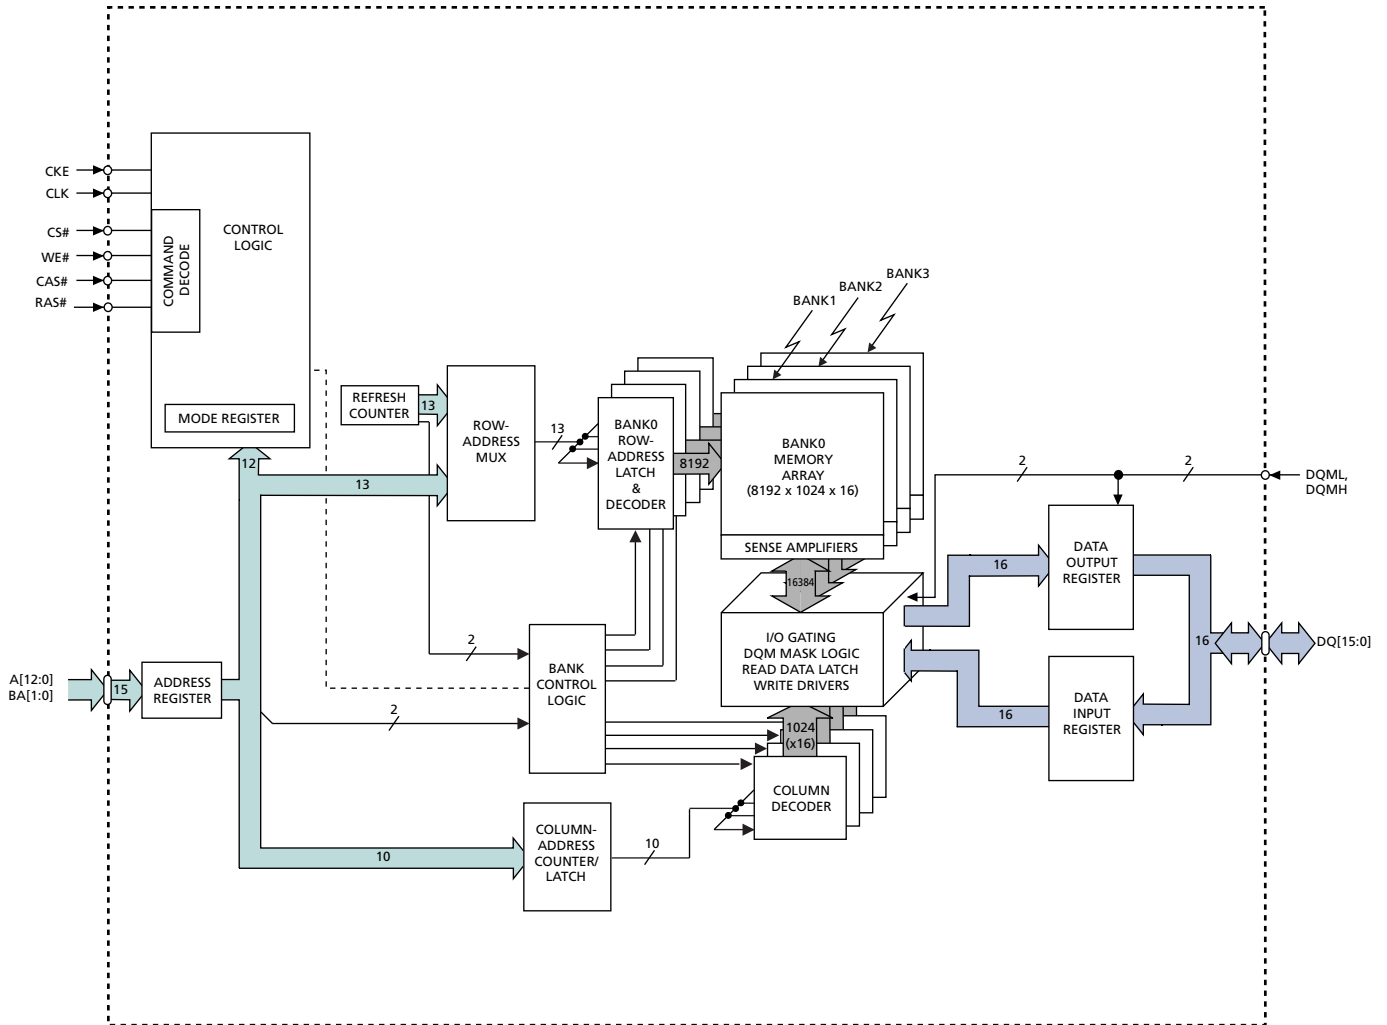 CKE
CLK
CS#
WE#
CAS#
RAS#
CONTROL
LOGIC
COMMAND
DECODE
MODE REGISTER
12
REFRESH
COUNTER
13
13
ROW-
ADDRESS
MUX
13
BANK0
ROW-
ADDRESS
LATCH
&
DECODER
8192
BANK1
BANK2
BANK3
BANK0
MEMORY
ARRAY
(8192 x 1024 x 16)
SENSE AMPLIFIERS
16384
I/O GATING
DQM MASK LOGIC
READ DATA LATCH
WRITE DRIVERS
2
2
DQML,
DQMH
DATA
OUTPUT
REGISTER
16
16
DQ[15:0]
16
DATA
INPUT
REGISTER
A[12:0]
BA[1:0]
15
ADDRESS
REGISTER
2
2
BANK
CONTROL
LOGIC
1024
(x16)
COLUMN
DECODER
10
COLUMN-
ADDRESS
COUNTER/
LATCH
10